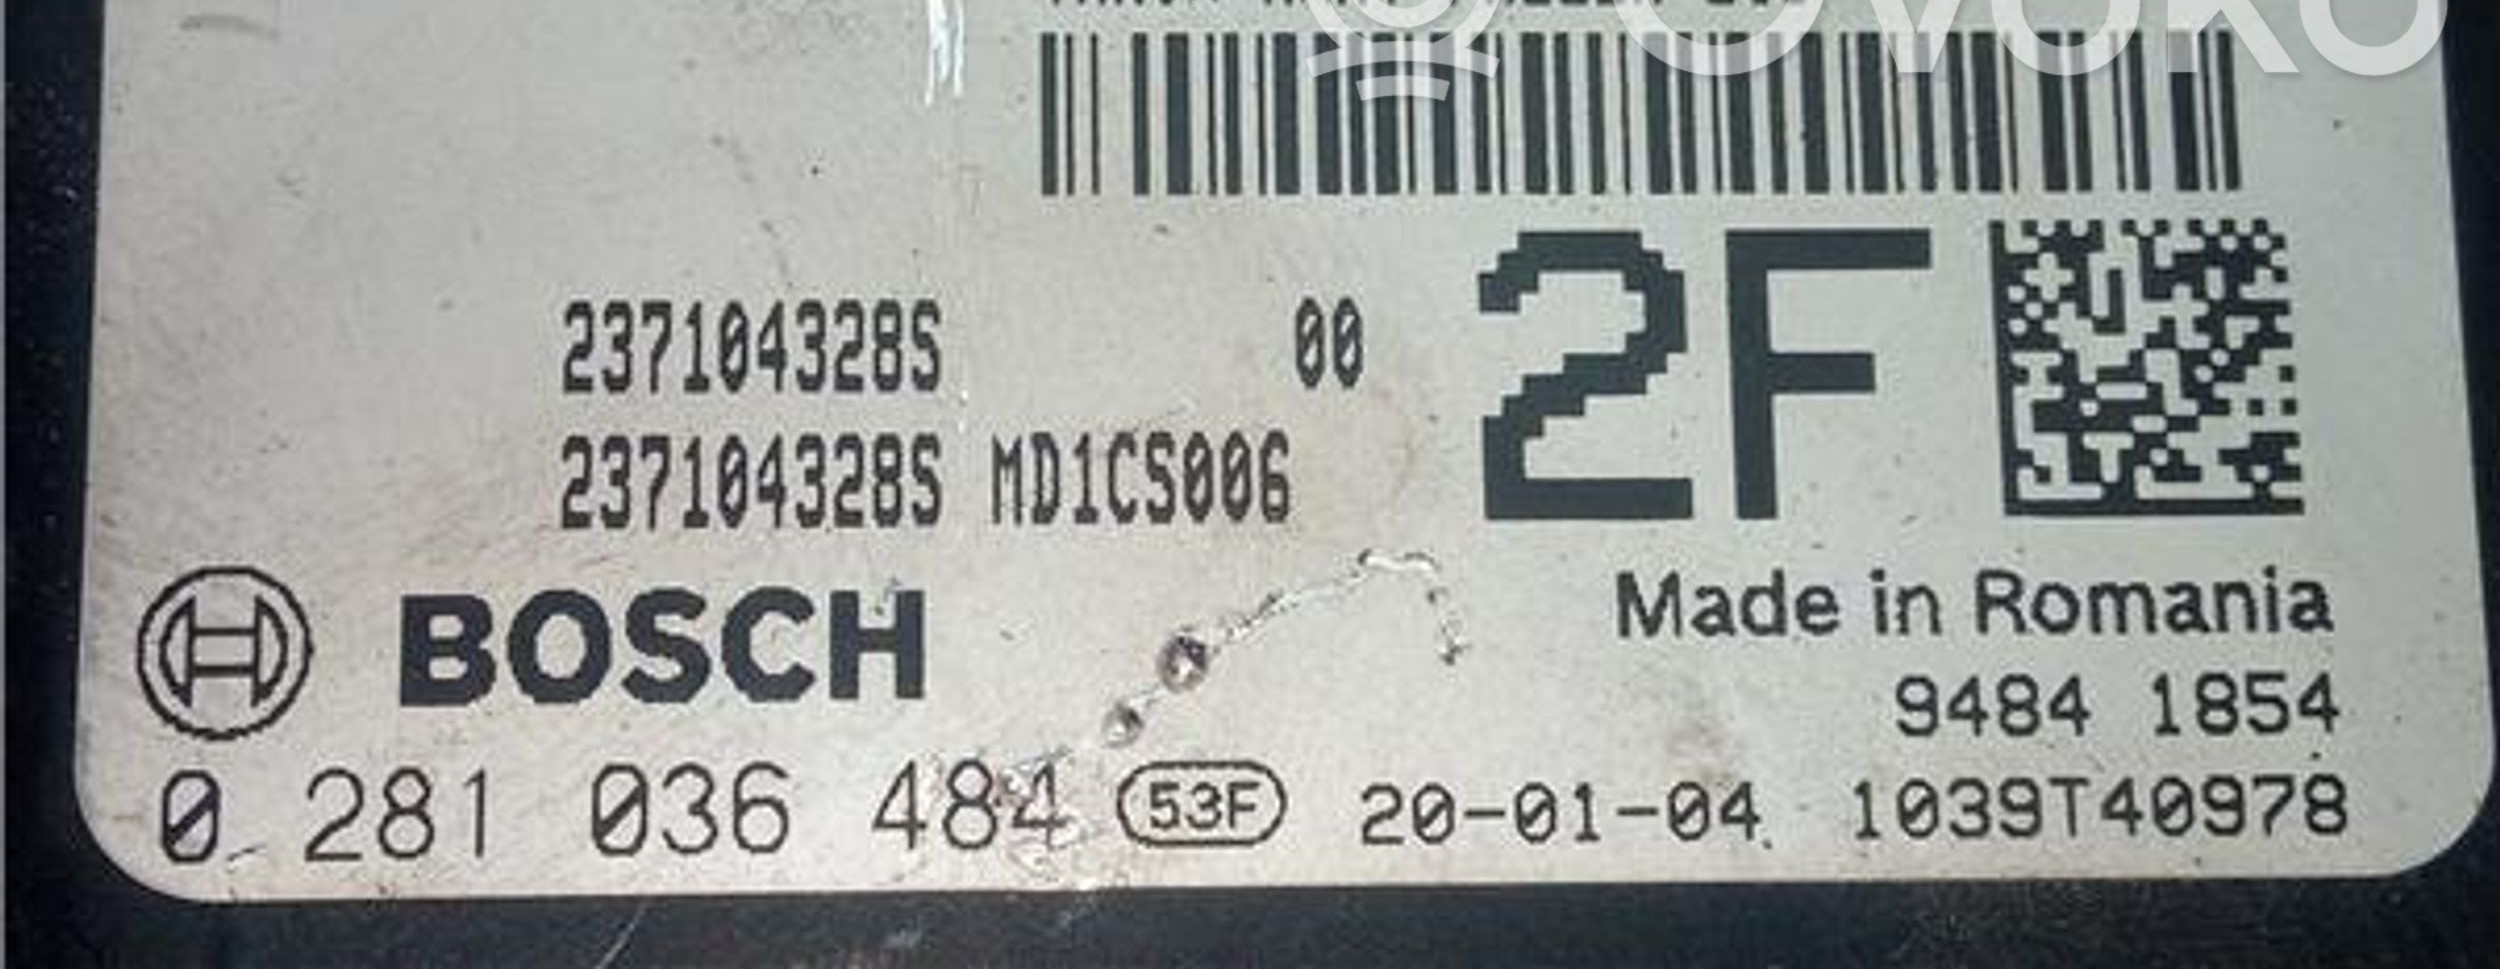 OVOKO
237104328S 00
237104328S MD1CS006
2F
BOSCH
Made in Romania
9484 1854
0 281 036 484 53F 20-01-04 1039T40978